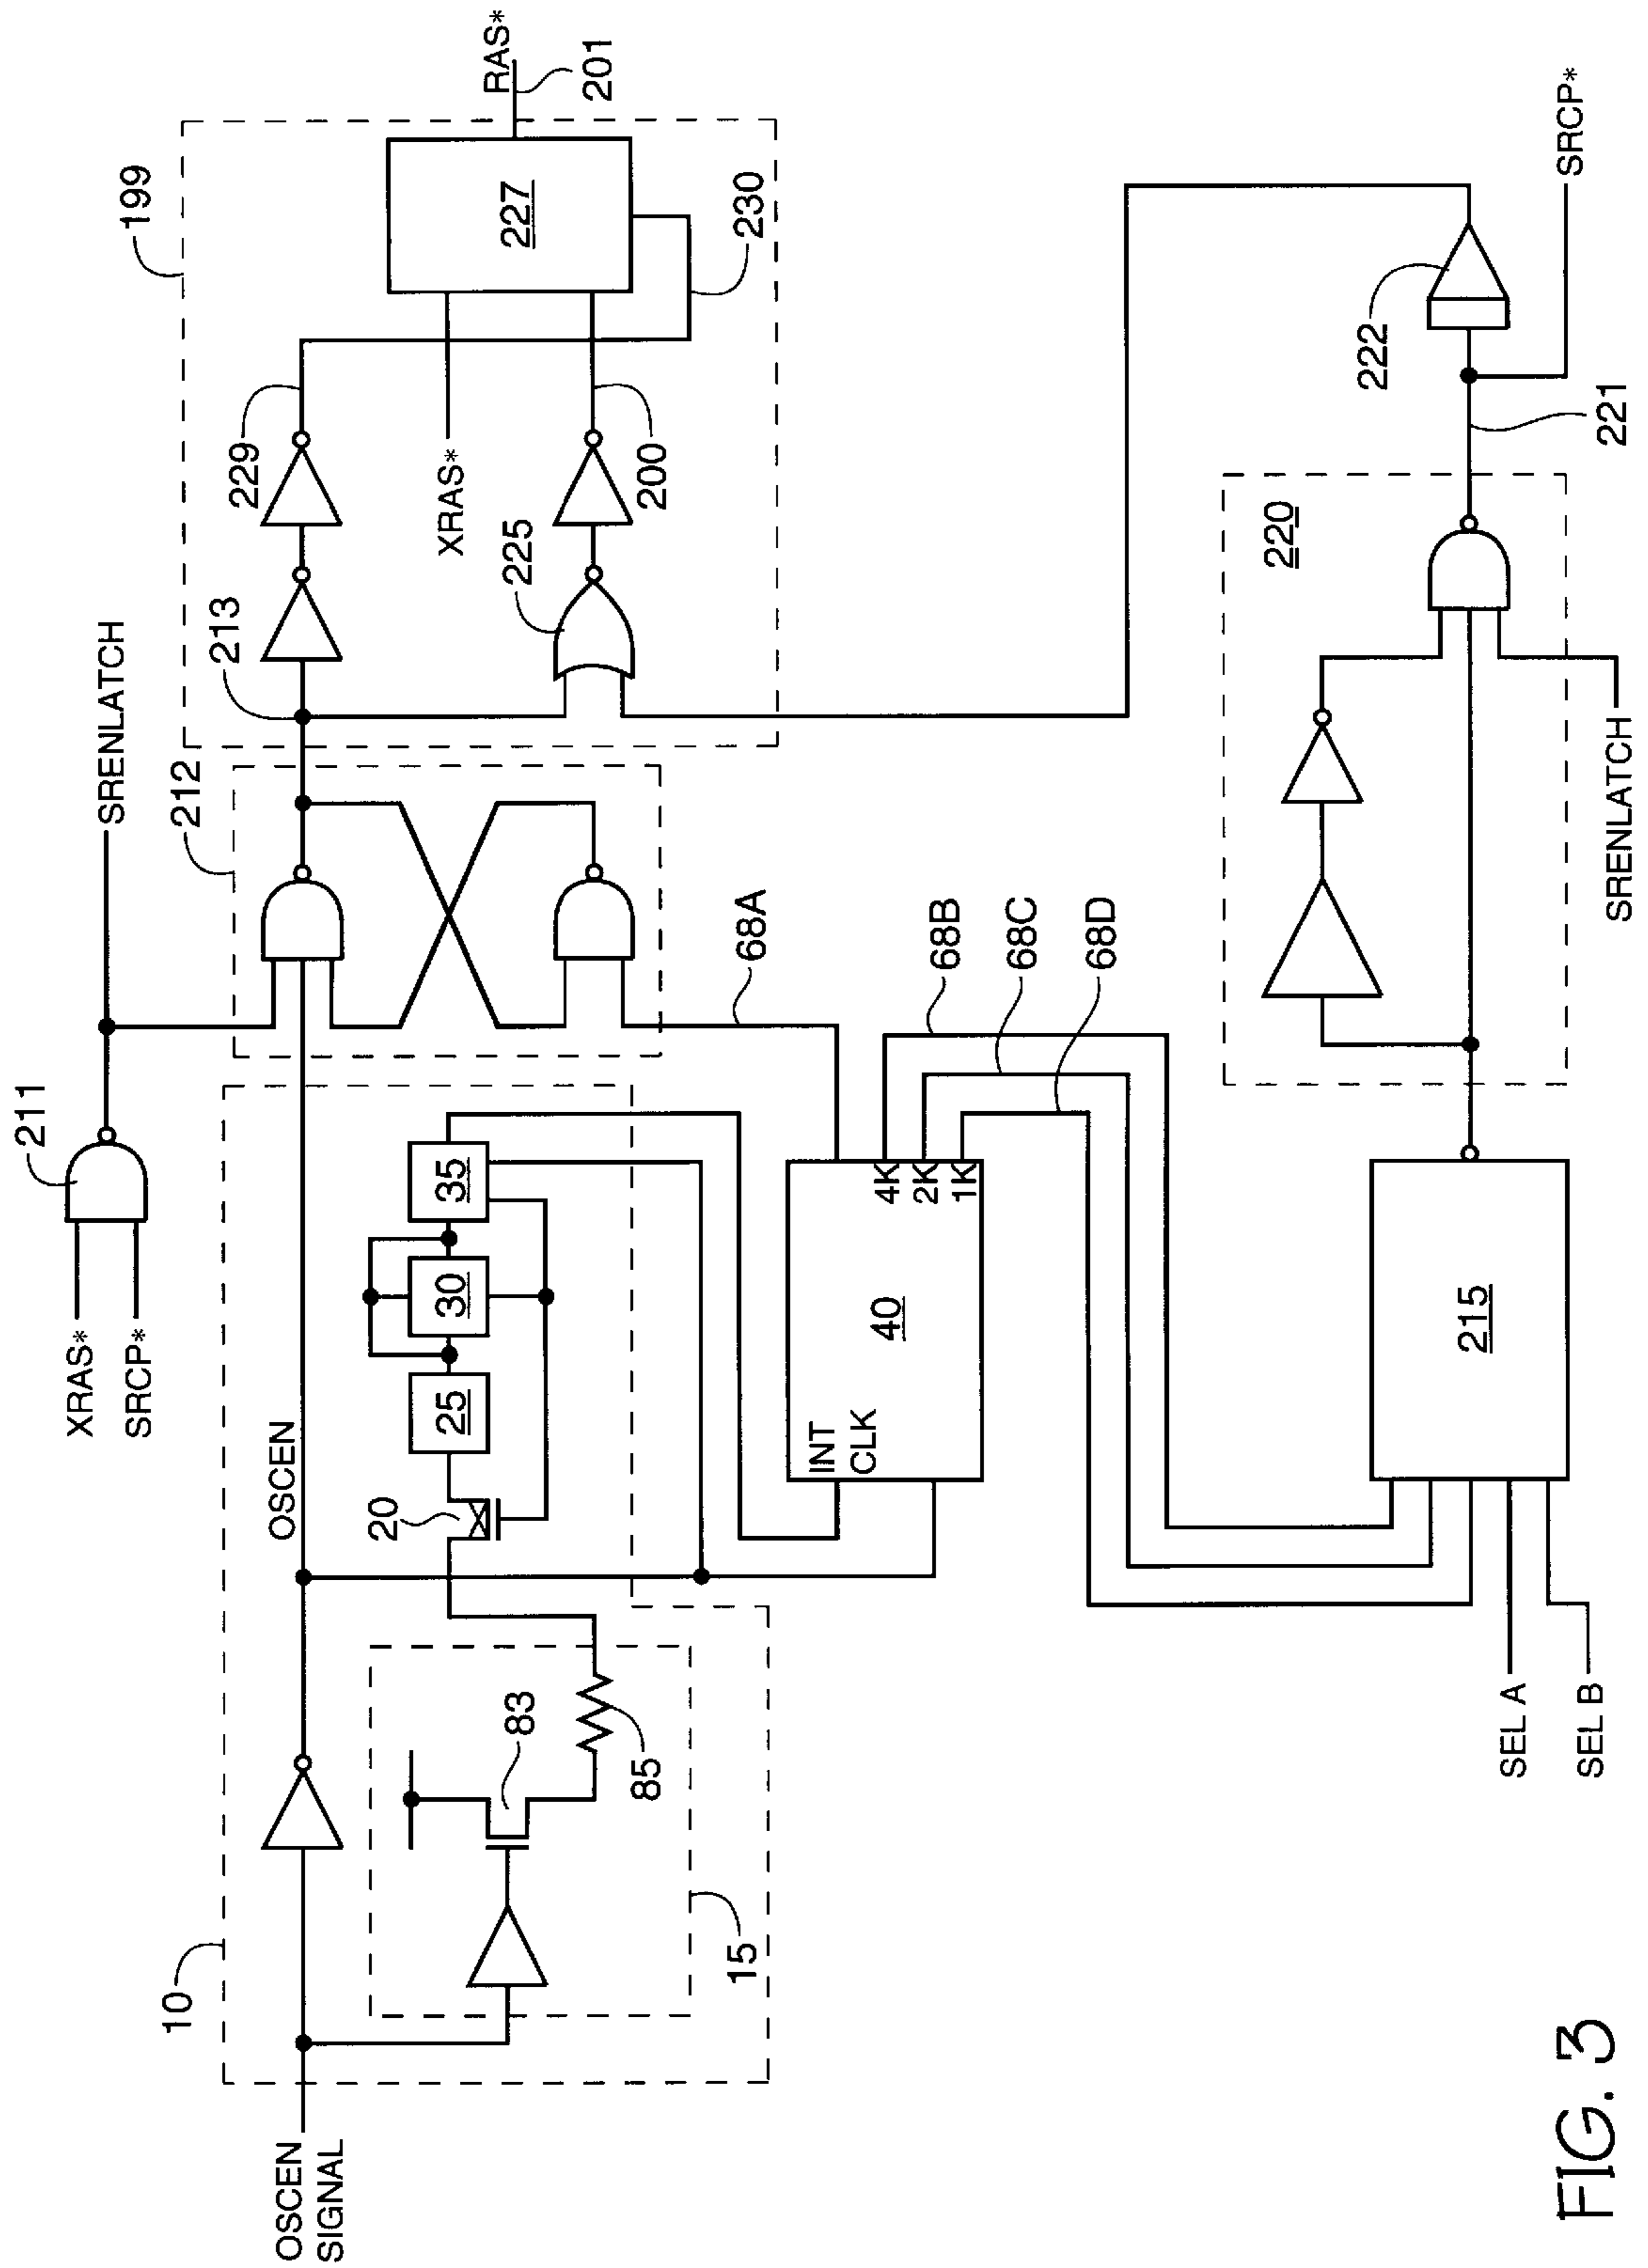 FIG. 3
OSCEN
SIGNAL
10
15
83
85
20
25
30
35
OSCEN
XRAS*
SRCP*
211
SRENLATCH
212
213
199
229
225
200
XRAS*
227
230
RAS*
201
INT
CLK
40
4K
2K
1K
68A
68B
68C
68D
SEL A
SEL B
215
220
SRENLATCH
221
222
SRCP*